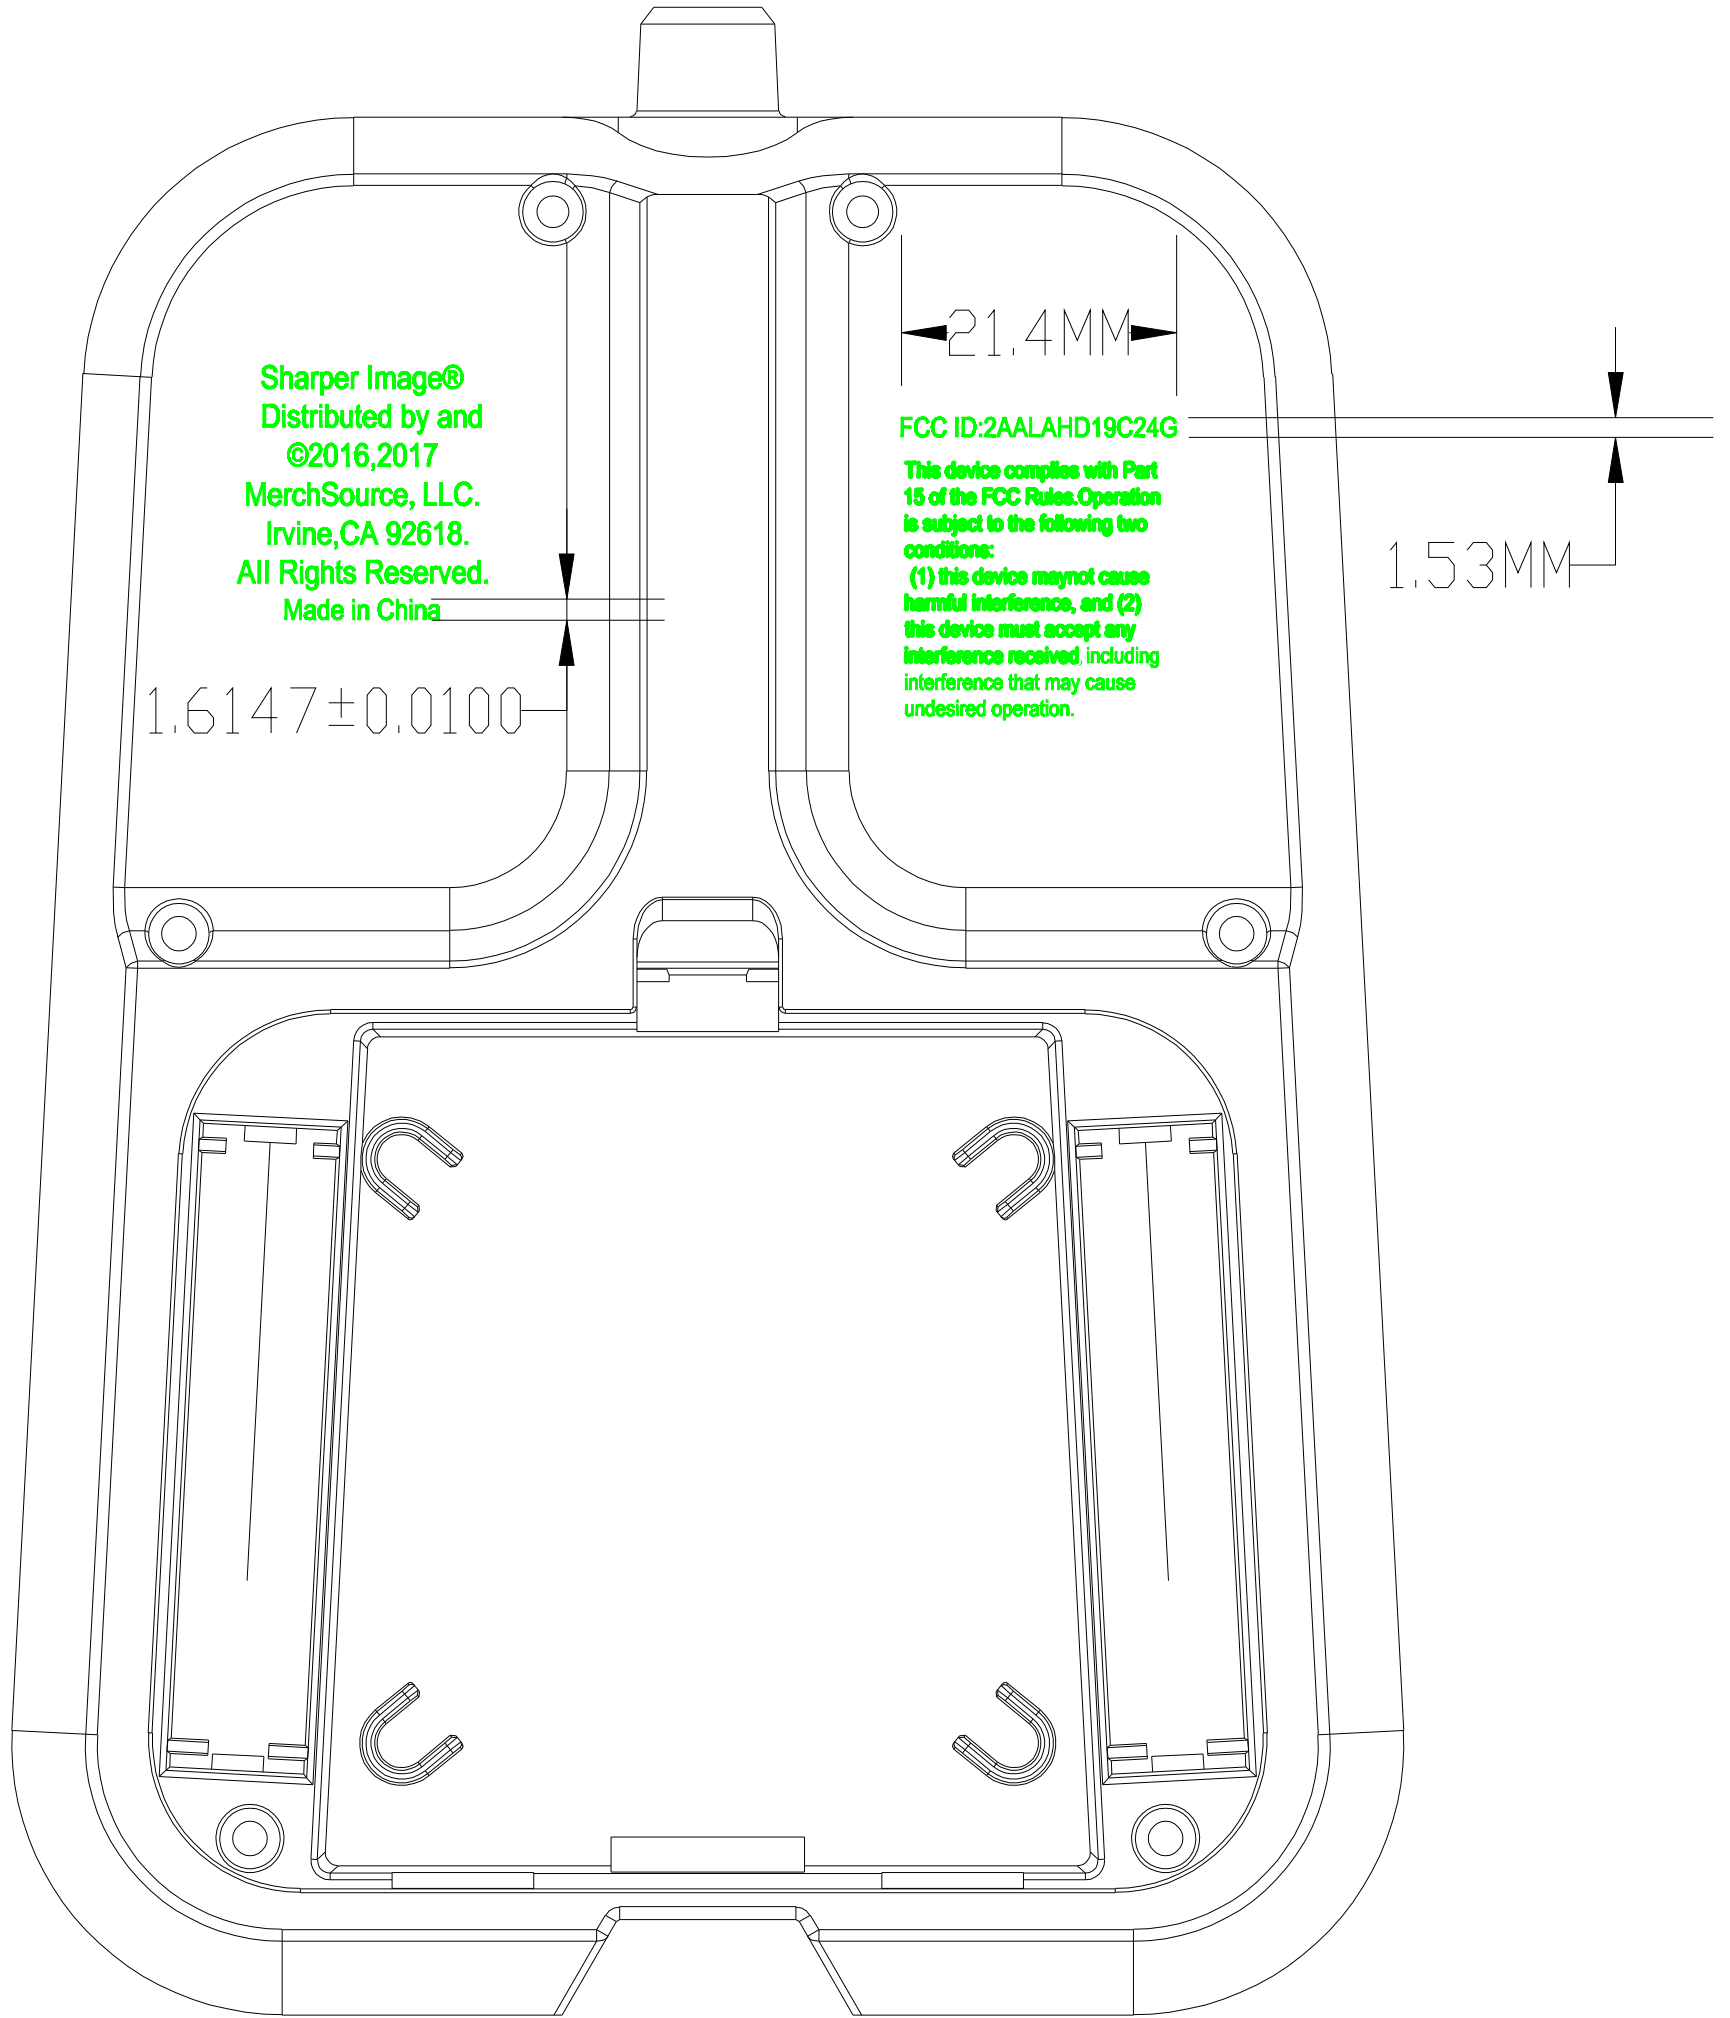 21.4MM
Sharper Image®
Distributed by and
©2016,2017
MerchSource, LLC.
Irvine,CA 92618.
All Rights Reserved.
Made in China
1.6147±0.0100
FCC ID:2AALAHD19C24G
This device complies with Part
15 of the FCC Rules.Operation
is subject to the following two
conditions:
(1) this device maynot cause
harmful interference, and (2)
this device must accept any
interference received, including
interference that may cause
undesired operation.
1.53MM